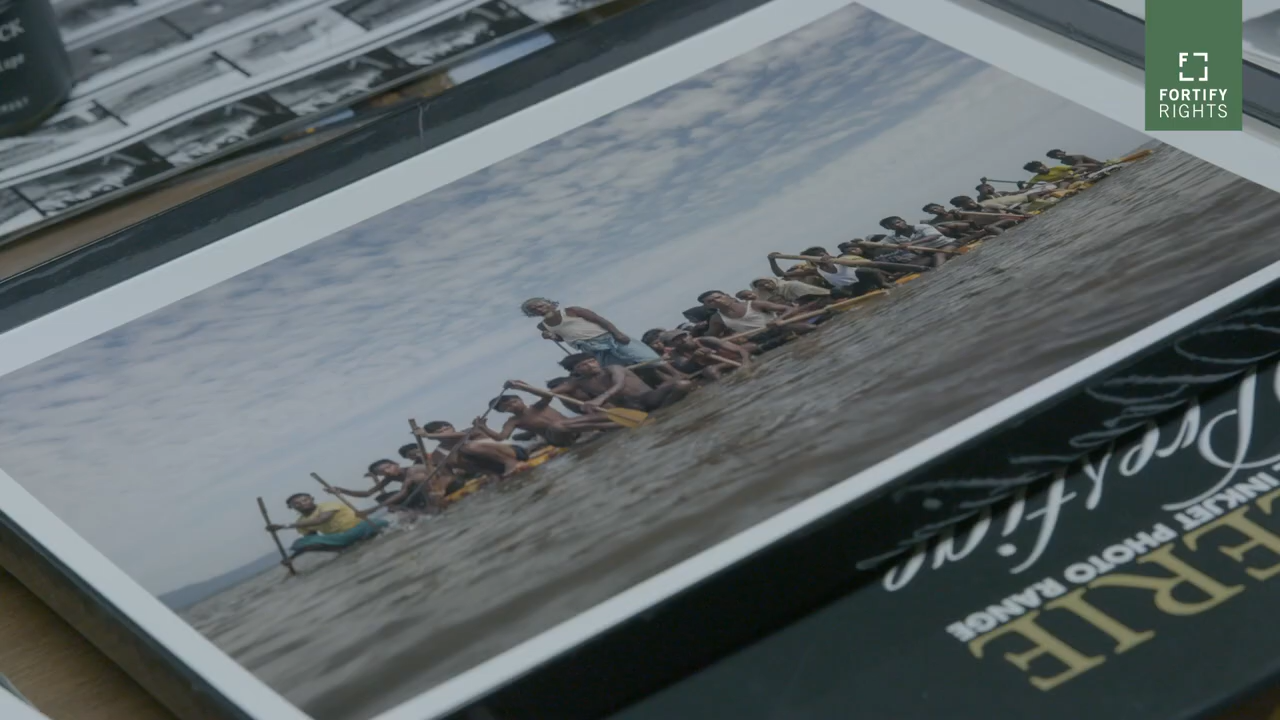 FORTIFY
RIGHTS
Prestige
INKJET PHOTO RANGE
ERIE